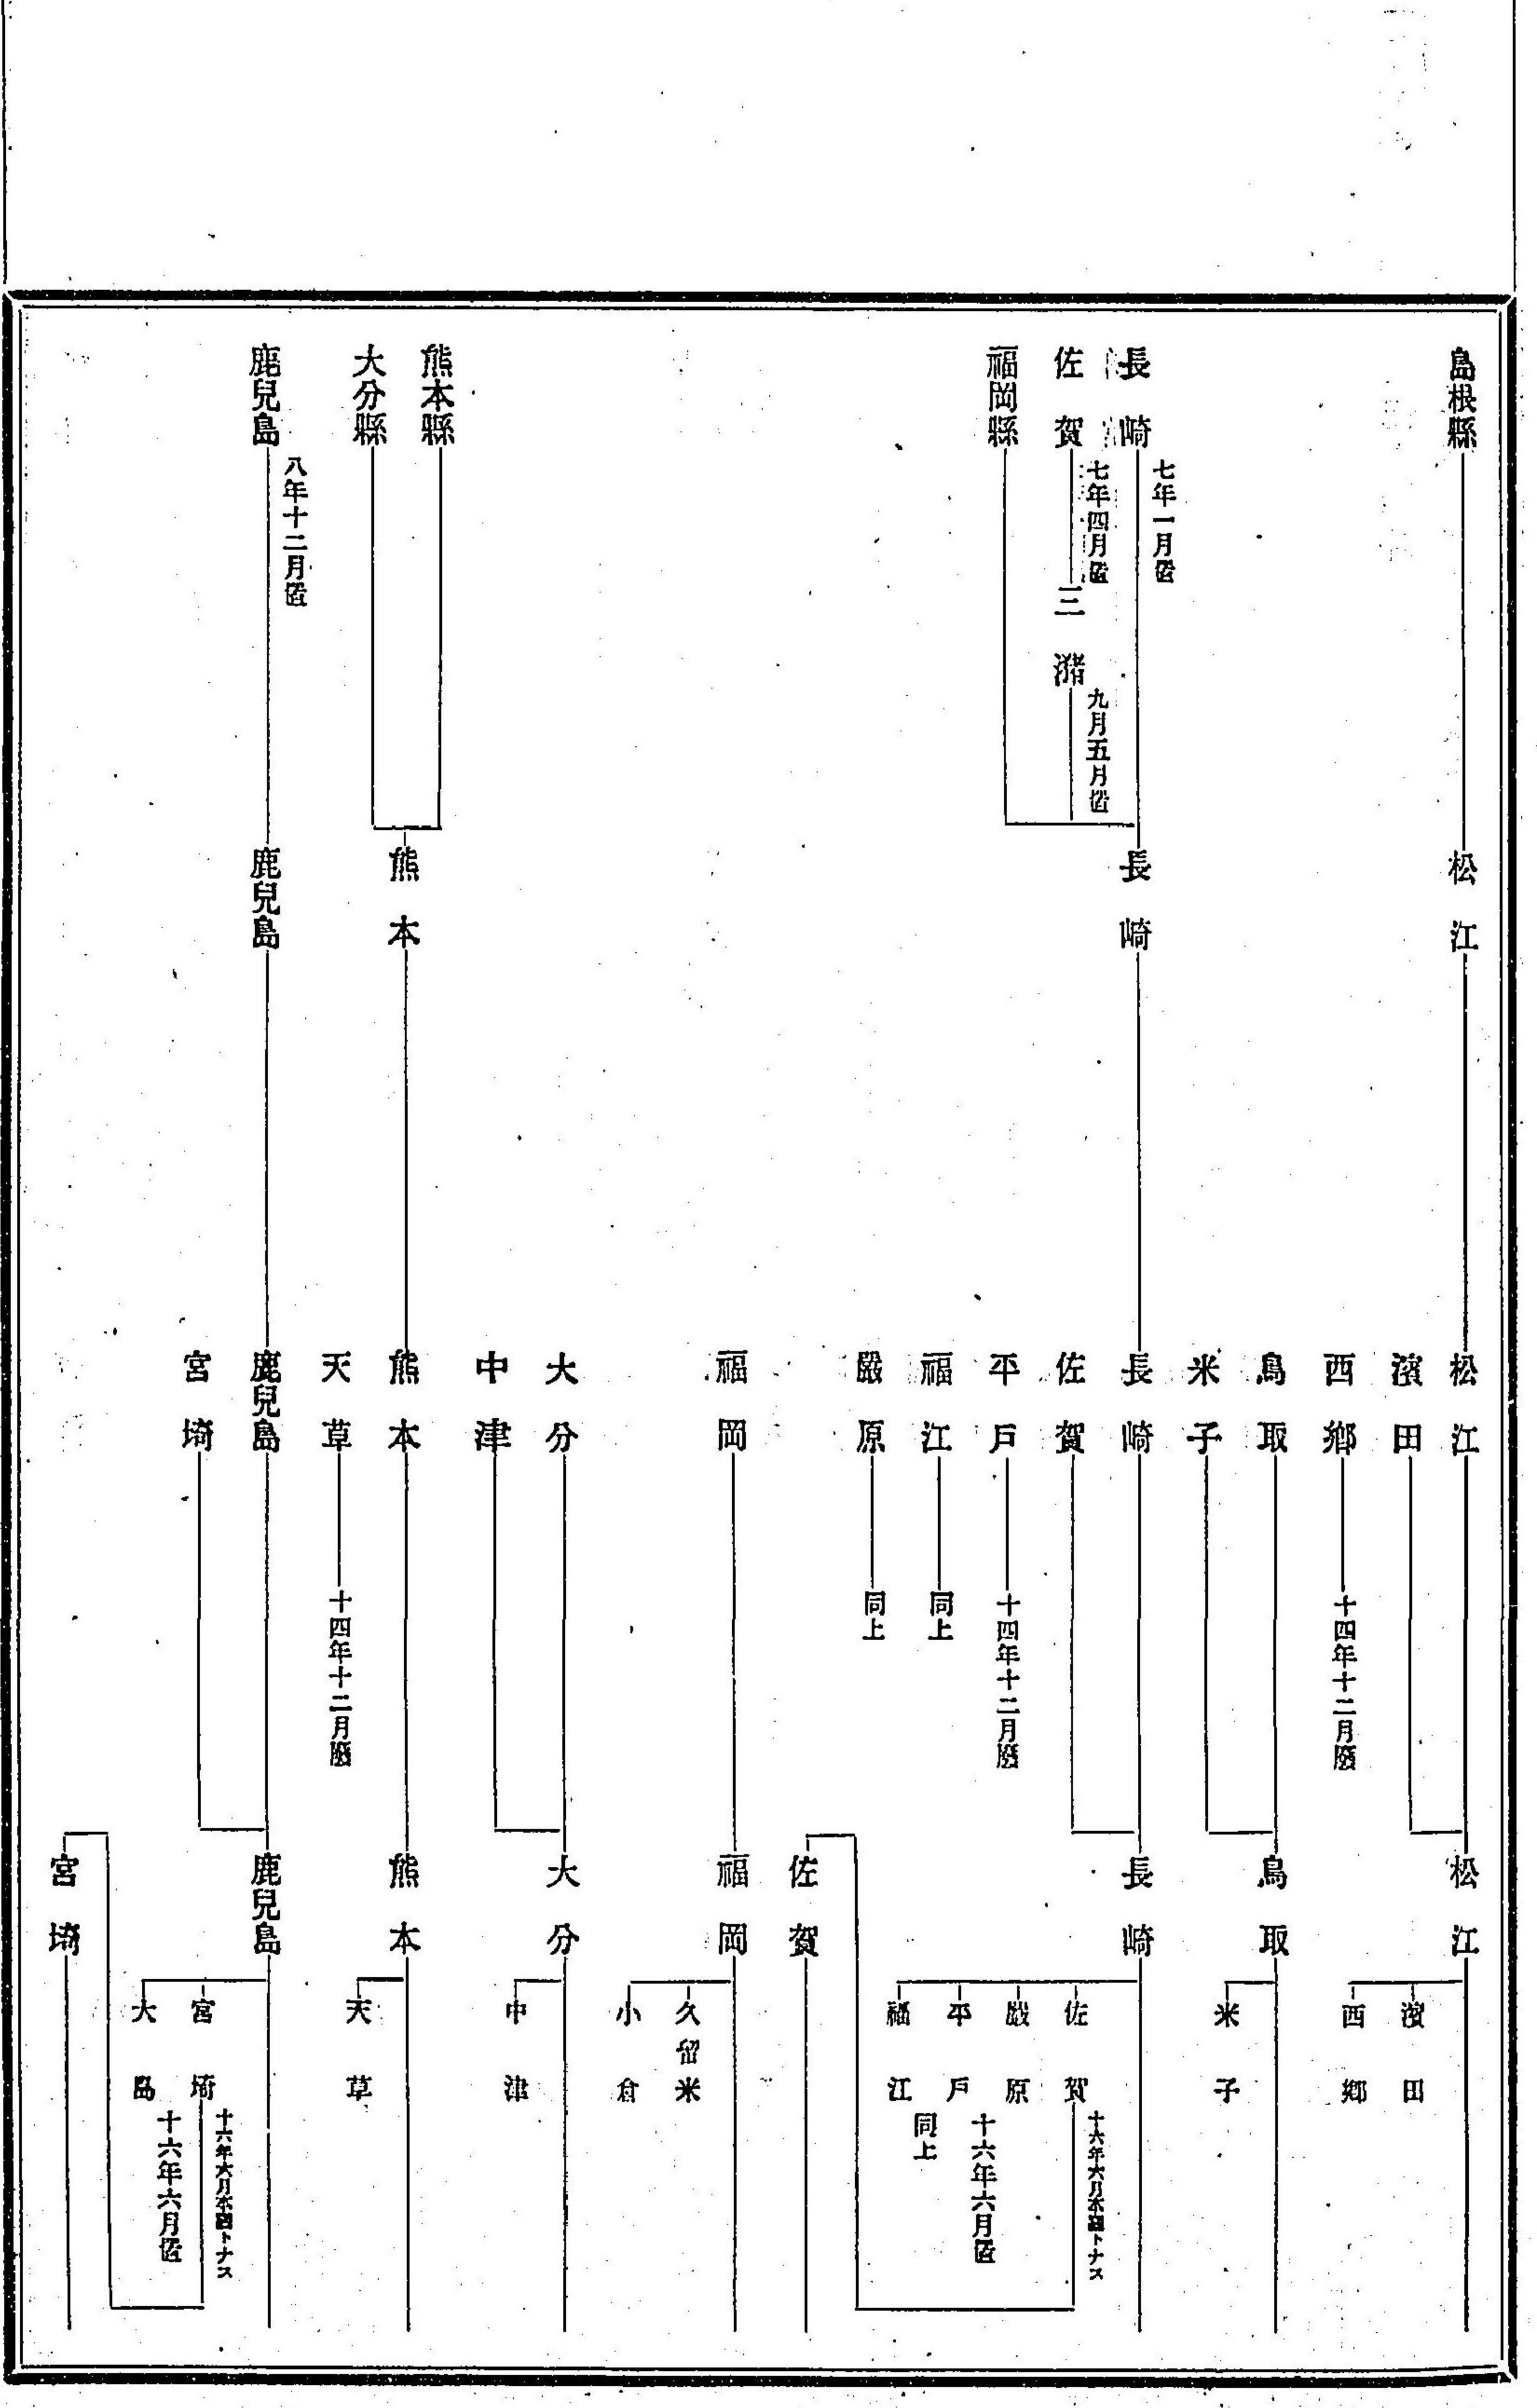 島根縣
長崎
七年一月置
佐賀
七年四月置
三潴
九月五月置
福岡縣
熊本縣
大分縣
鹿兒島
八年十二月置
松江
長崎
熊本
鹿兒島
松江
濱田
西鄉
十四年十二月廢
鳥取
米子
長崎
佐賀
平戶
十四年十二月廢
福江
同上
嚴原
同上
福岡
大分
中津
熊本
天草
十四年十二月廢
鹿兒島
宮埼
松江
鳥取
長崎
佐賀
福岡
大分
熊本
鹿兒島
宮埼
濱田
西鄉
米子
佐賀
十六年六月本廳トナス
嚴原
平戶
十六年六月置
福江
同上
久留米
小倉
中津
天草
宮埼
十六年六月本廳トナス
大島
十六年六月置